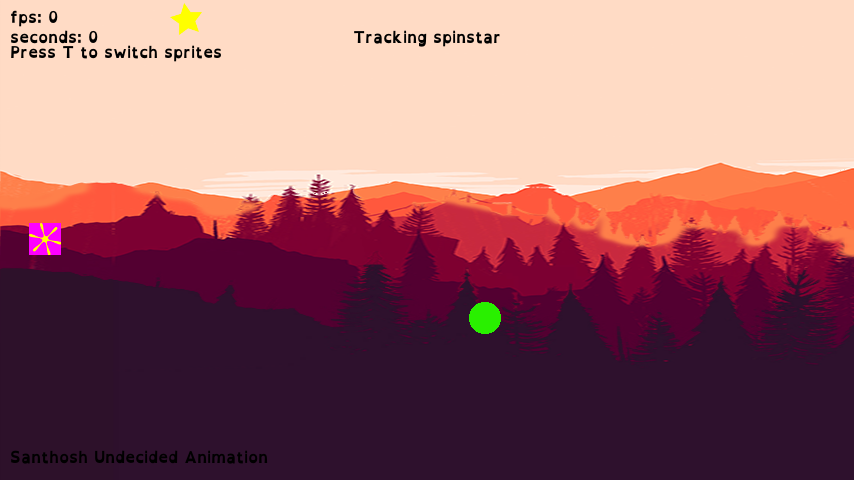 fps: 0
seconds: 0
Press T to switch sprites
Tracking spinstar
Santhosh Undecided Animation